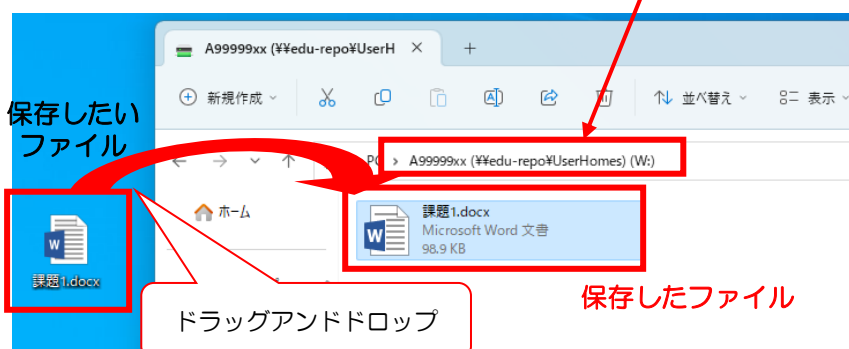 A99999xx (¥¥edu-repo¥UserH
新規作成
並べ替え
表示
保存したい
ファイル
PC › A99999xx (¥¥edu-repo¥UserHomes) (W:)
ホーム
課題1.docx
Microsoft Word 文書
98.9 KB
課題1.docx
保存したファイル
ドラッグアンドドロップ